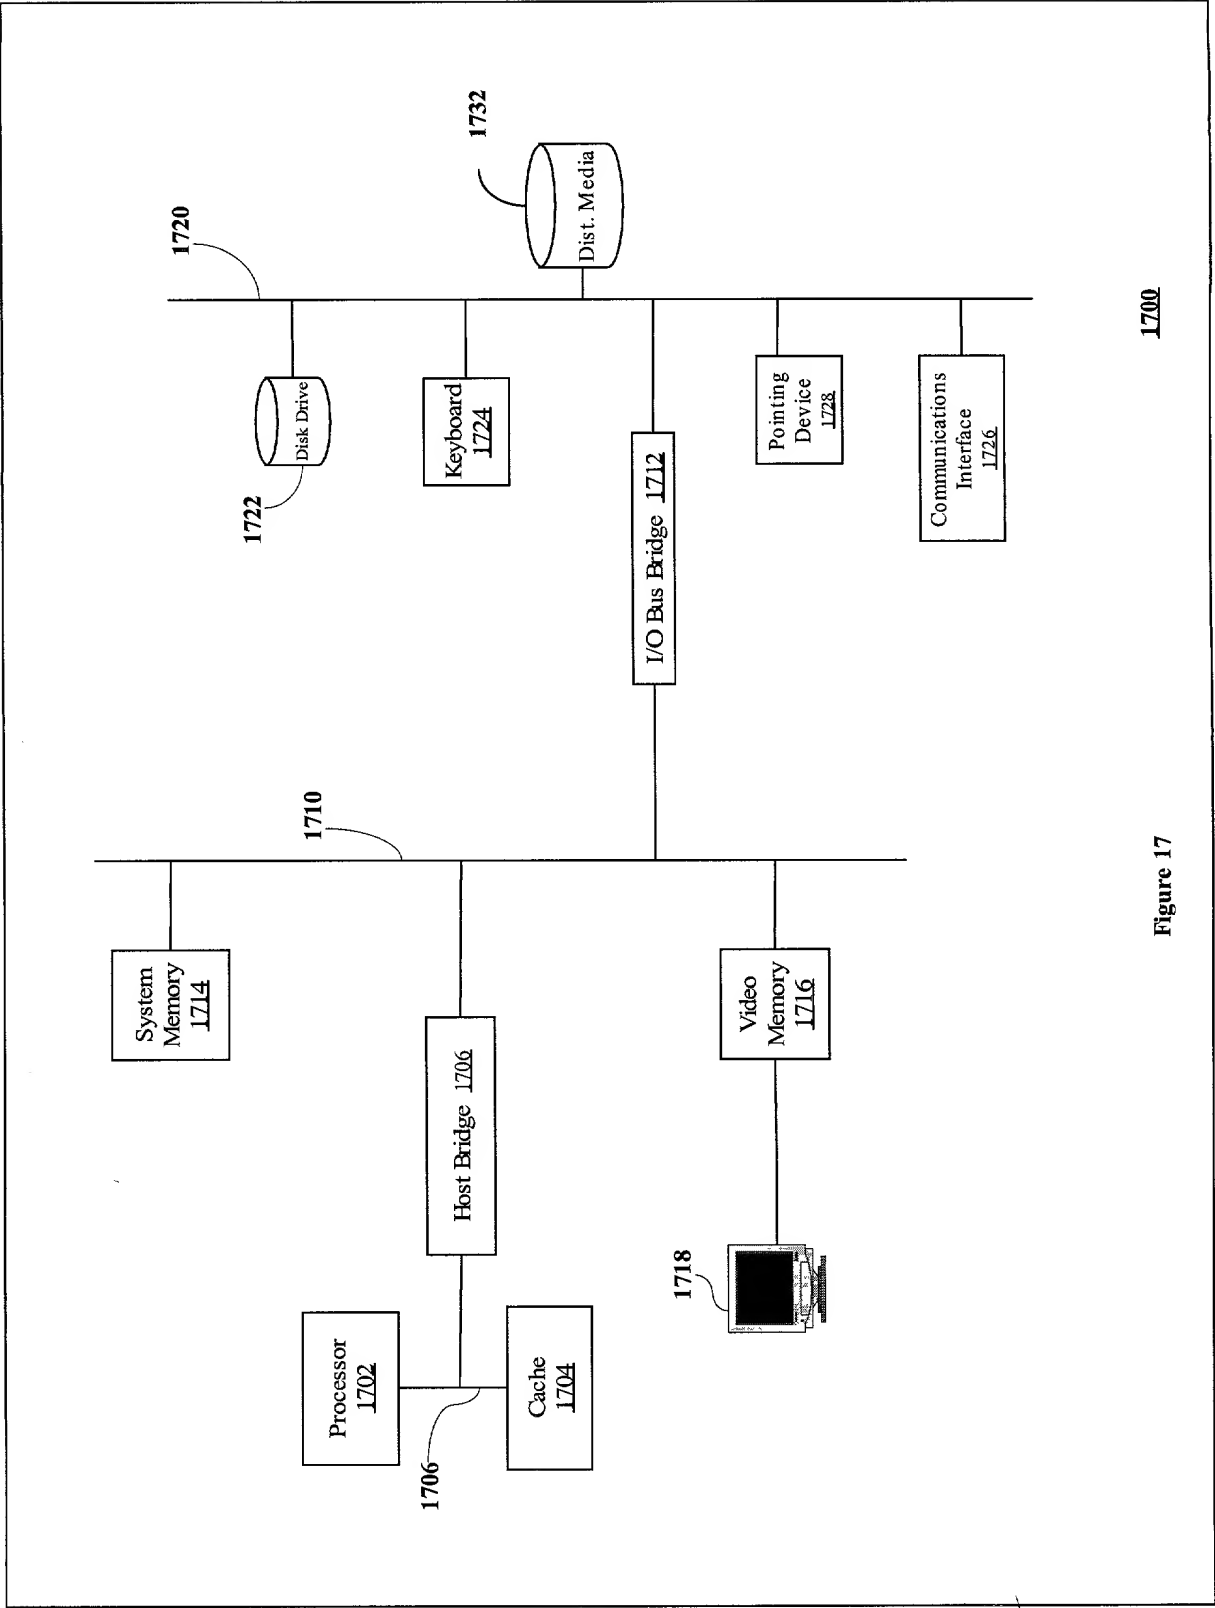 Processor
1702
1706
Cache
1704
Host Bridge 1706
System
Memory
1714
1710
1718
Video
Memory
1716
I/O Bus Bridge 1712
1720
1722
Disk Drive
Keyboard
1724
1732
Dist. Media
Pointing
Device
1728
Communications
Interface
1726
Figure 17
1700